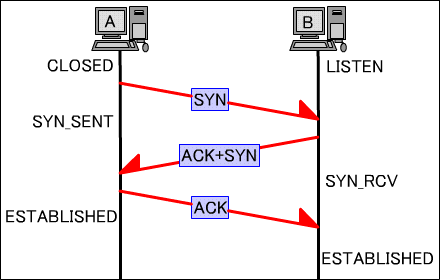 A
B
CLOSED
LISTEN
SYN
SYN_SENT
ACK+SYN
SYN_RCV
ACK
ESTABLISHED
ESTABLISHED